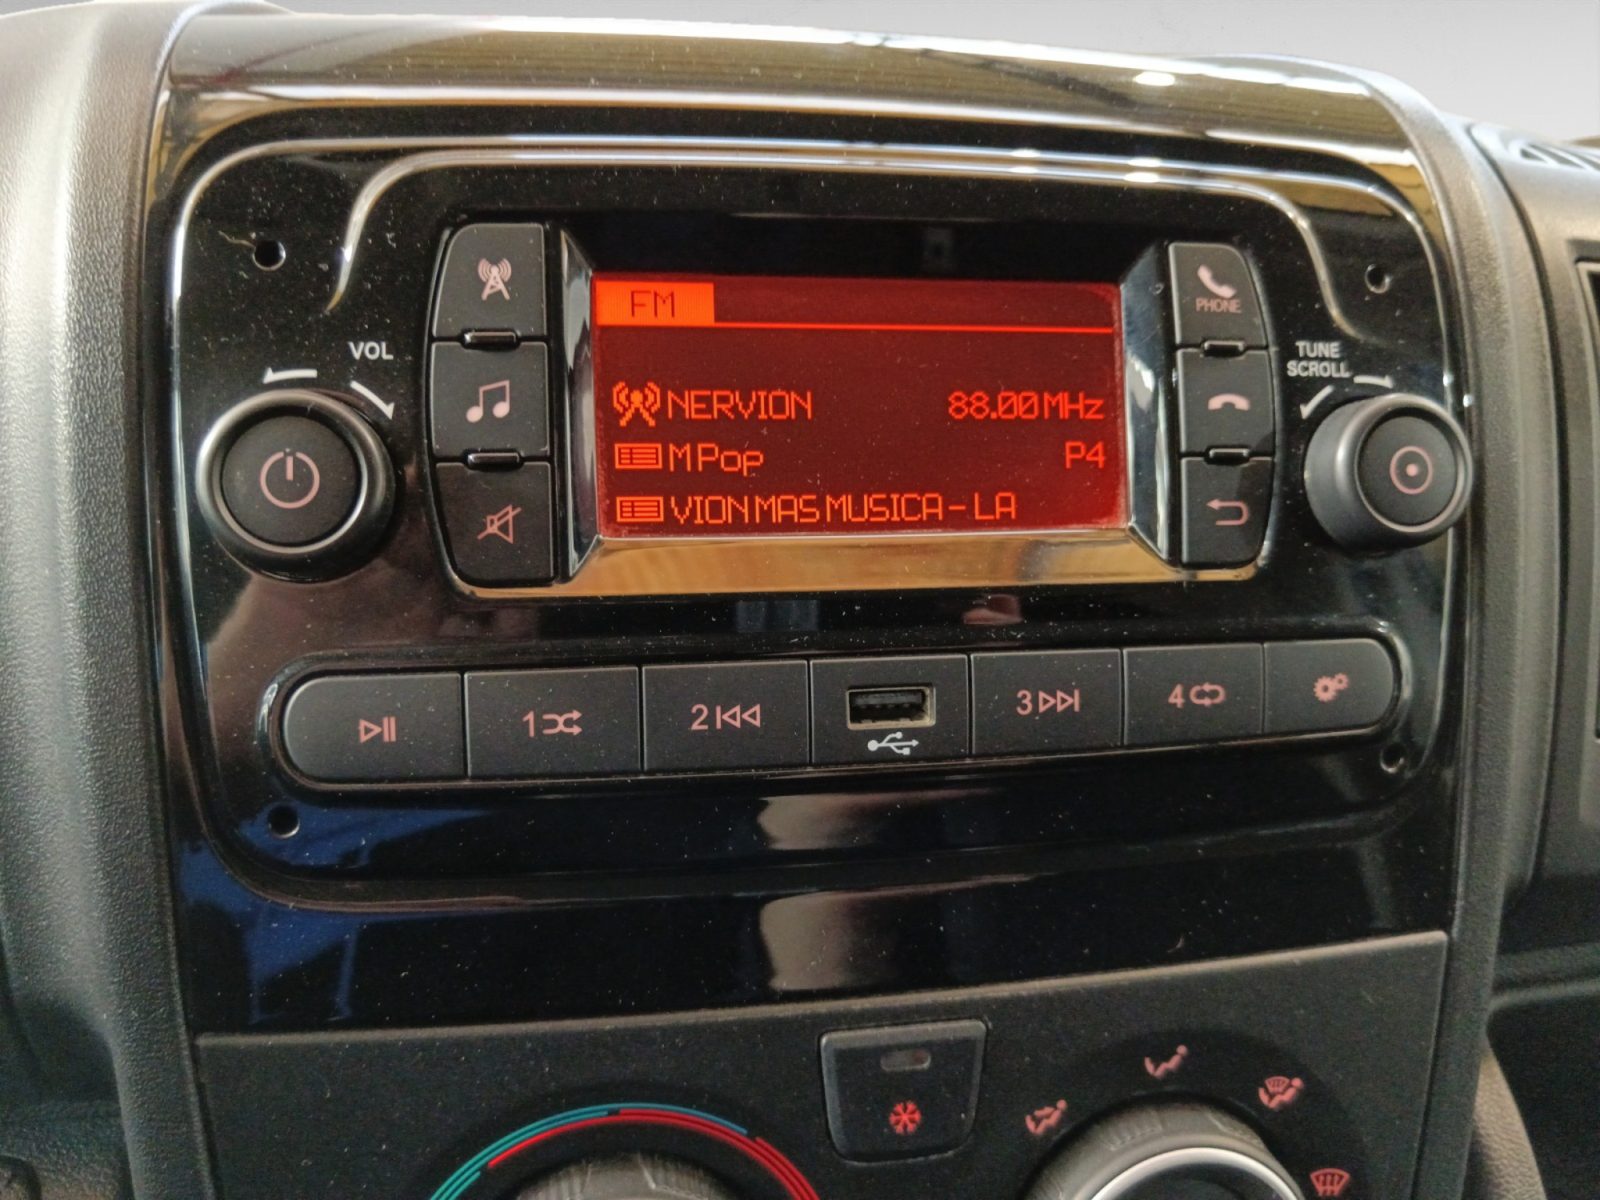 FM
VOL
PHONE
TUNE
SCROLL
NERVION 88.00 MHz
M Pop P4
VION MAS MUSICA - LA
1
2
3
4